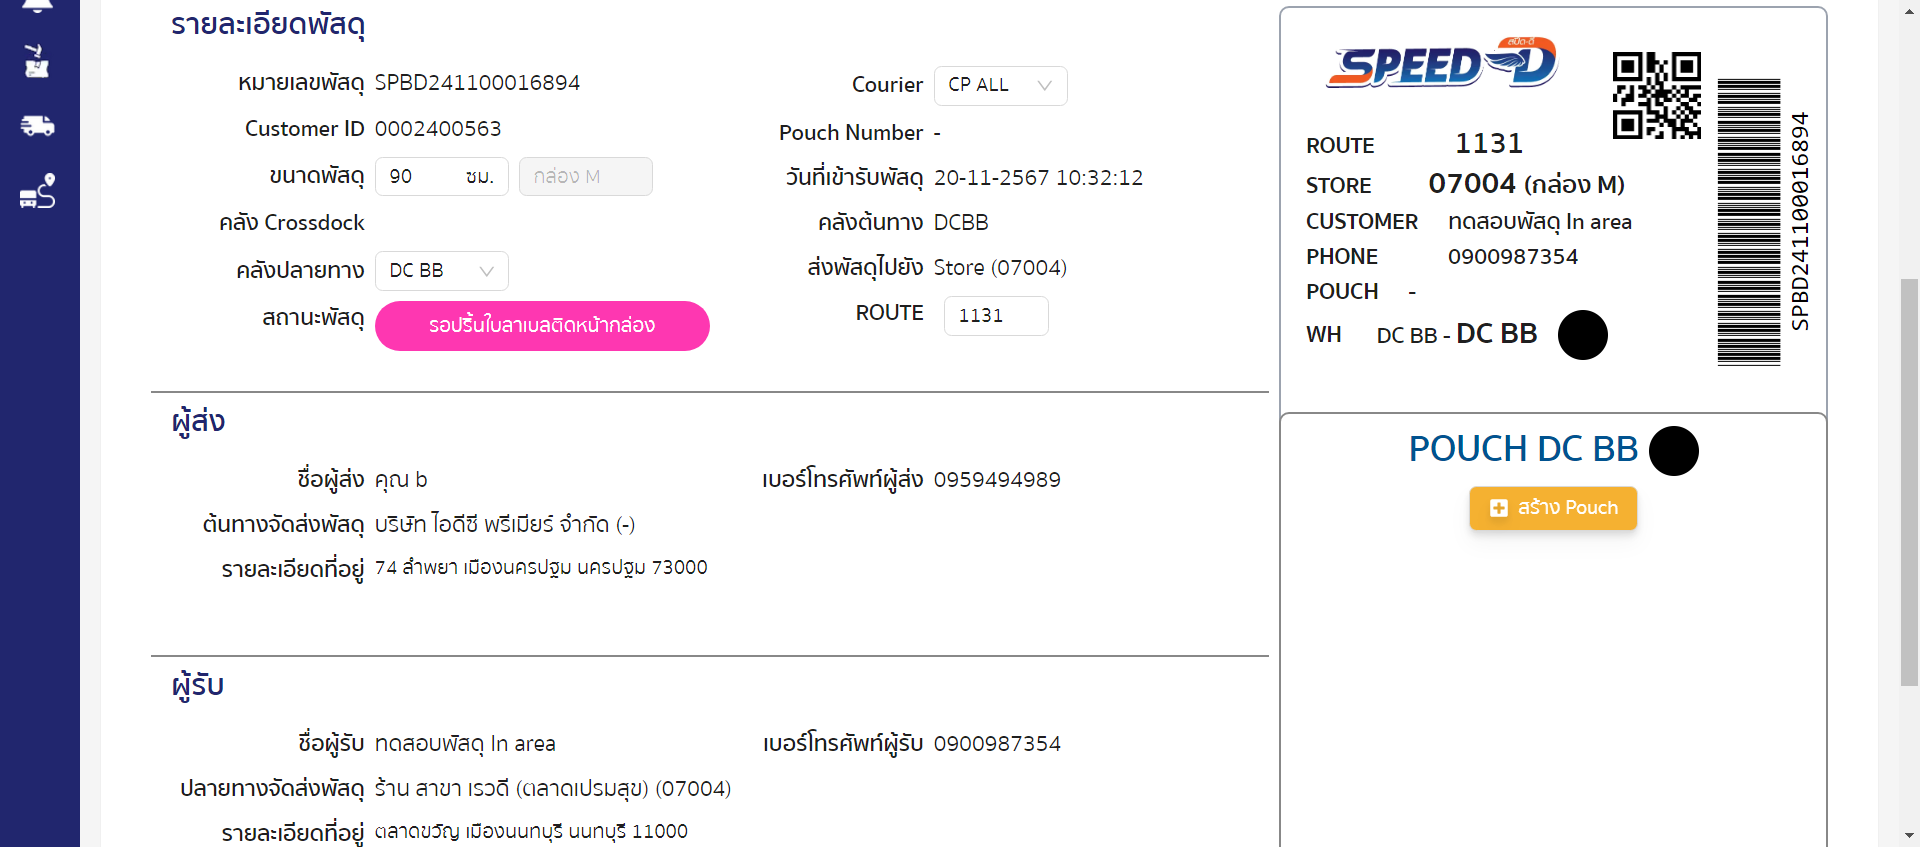 รายละเอียดพัสดุ
หมายเลขพัสดุ SPBD241100016894
Customer ID 0002400563
ขนาดพัสดุ 90 ซม. กล่อง M
คลัง Crossdock
คลังปลายทาง DC BB
สถานะพัสดุ รอปริ้นใบลาเบลติดหน้ากล่อง
Courier CP ALL
Pouch Number -
วันที่เข้ารับพัสดุ 20-11-2567 10:32:12
คลังต้นทาง DCBB
ส่งพัสดุไปยัง Store (07004)
ROUTE 1131
ผู้ส่ง
ชื่อผู้ส่ง คุณ b
เบอร์โทรศัพท์ผู้ส่ง 0959494989
ต้นทางจัดส่งพัสดุ บริษัท ไอดีซี พรีเมียร์ จำกัด (-)
รายละเอียดที่อยู่ 74 ลำพยา เมืองนครปฐม นครปฐม 73000
ผู้รับ
ชื่อผู้รับ ทดสอบพัสดุ In area
เบอร์โทรศัพท์ผู้รับ 0900987354
ปลายทางจัดส่งพัสดุ ร้าน สาขา เรวดี (ตลาดเปรมสุข) (07004)
รายละเอียดที่อยู่ ตลาดขวัญ เมืองนนทบุรี นนทบุรี 11000
สปีด-ดี
SPEED-D
ROUTE 1131
STORE 07004 (กล่อง M)
CUSTOMER ทดสอบพัสดุ In area
PHONE 0900987354
POUCH -
WH DC BB - DC BB
SPBD241100016894
POUCH DC BB
สร้าง Pouch